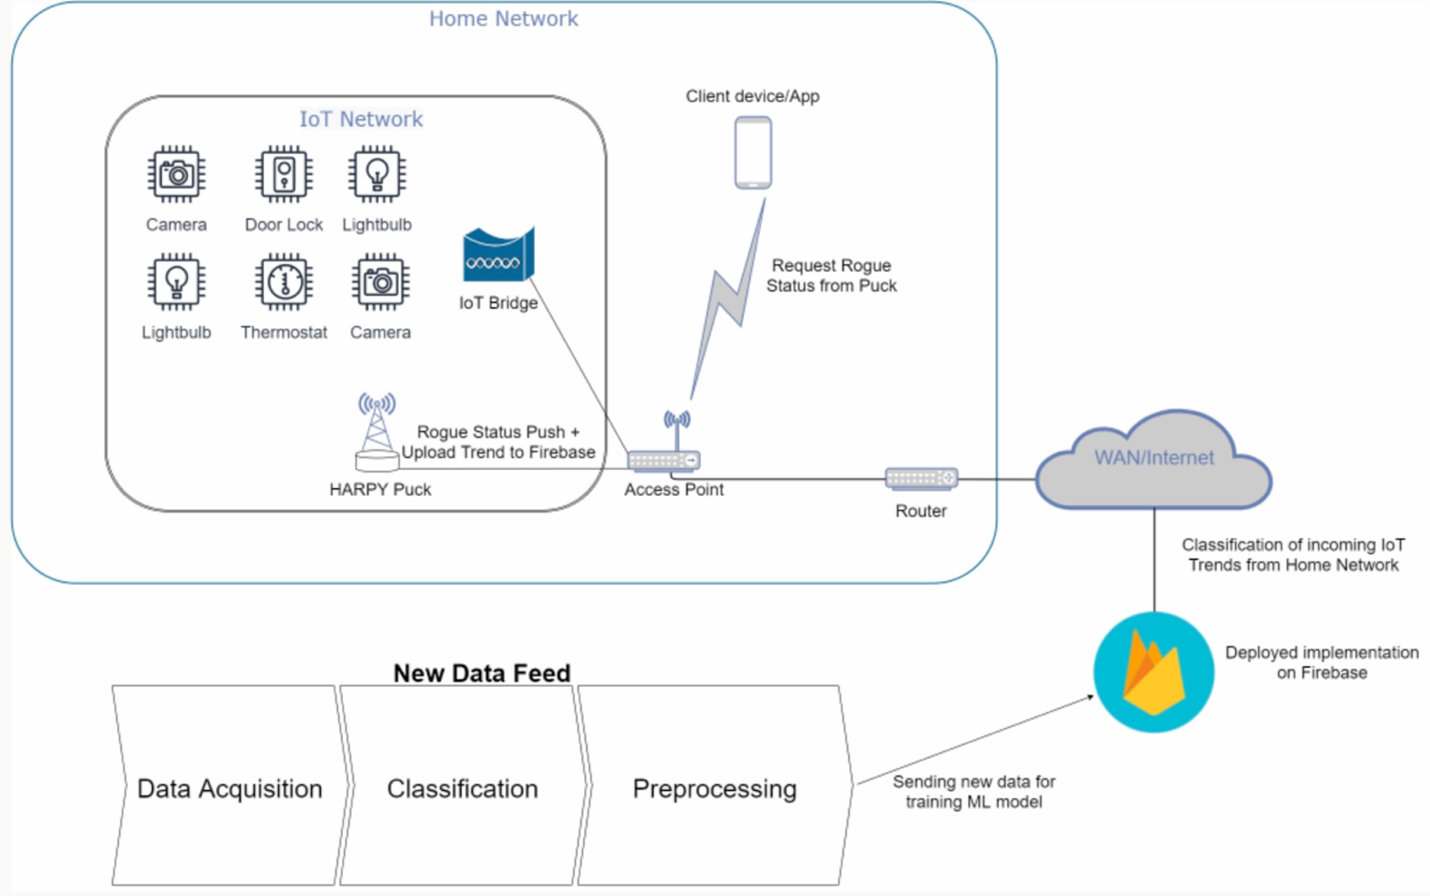 Home Network
Client device/App
IoT Network
Camera
Door Lock
Lightbulb
Request Rogue
Status from Puck
IoT Bridge
Lightbulb
Thermostat
Camera
Rogue Status Push +
Upload Trend to Firebase
HARPY Puck
Access Point
Router
WAN/Internet
Classification of incoming IoT
Trends from Home Network
Deployed implementation
on Firebase
New Data Feed
Data Acquisition
Classification
Preprocessing
Sending new data for
training ML model